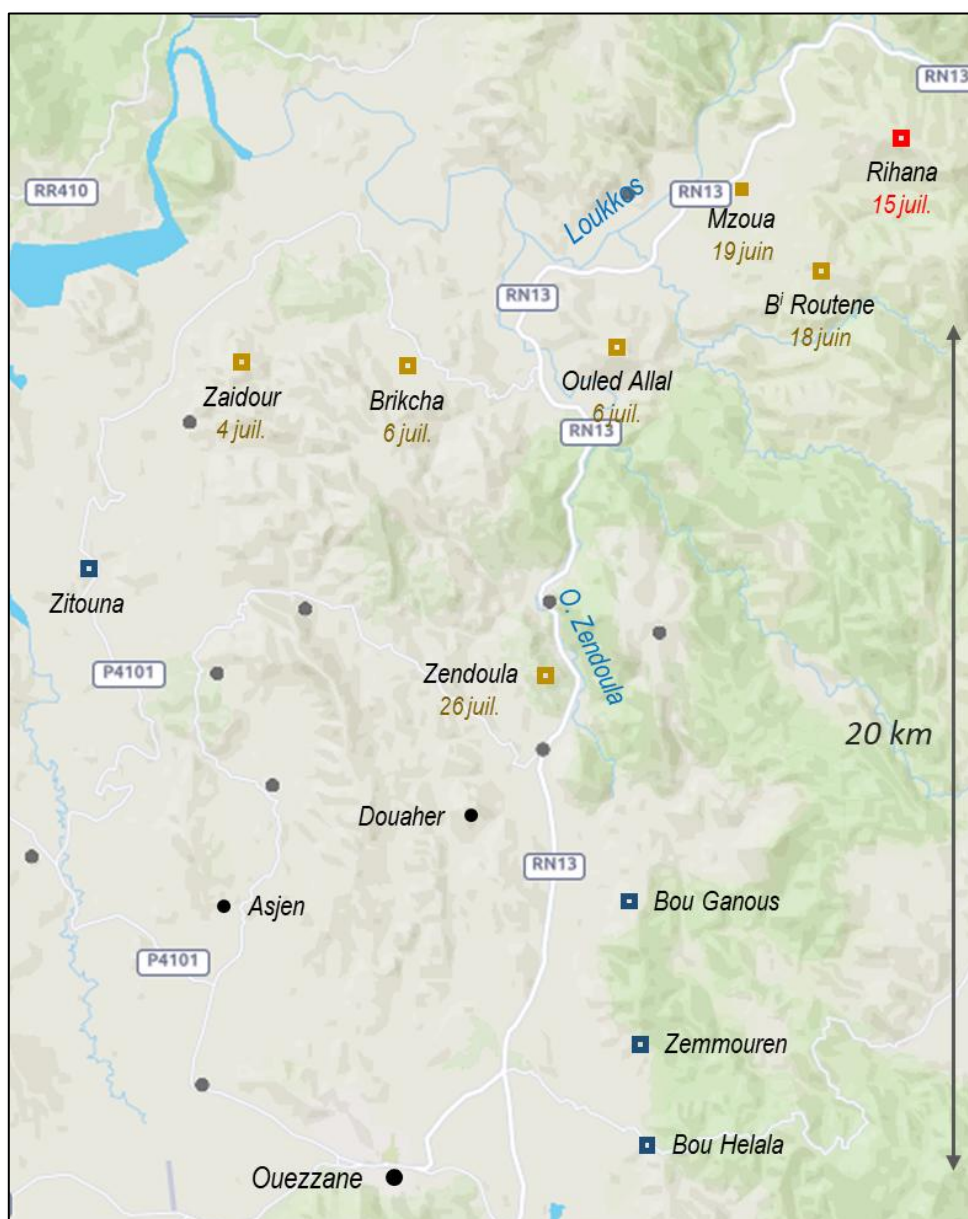 RN13
RR410
Rihana
15 juil.
Loukkos
RN13
Mzoua
19 juin
RN13
Bⁱ Routene
18 juin
Zaidour
4 juil.
Brikcha
6 juil.
Ouled Allal
6 juil.
RN13
Zitouna
O. Zendoula
P4101
Zendoula
26 juil.
20 km
Douaher
RN13
Asjen
Bou Ganous
P4101
Zemmouren
Bou Helala
Ouezzane